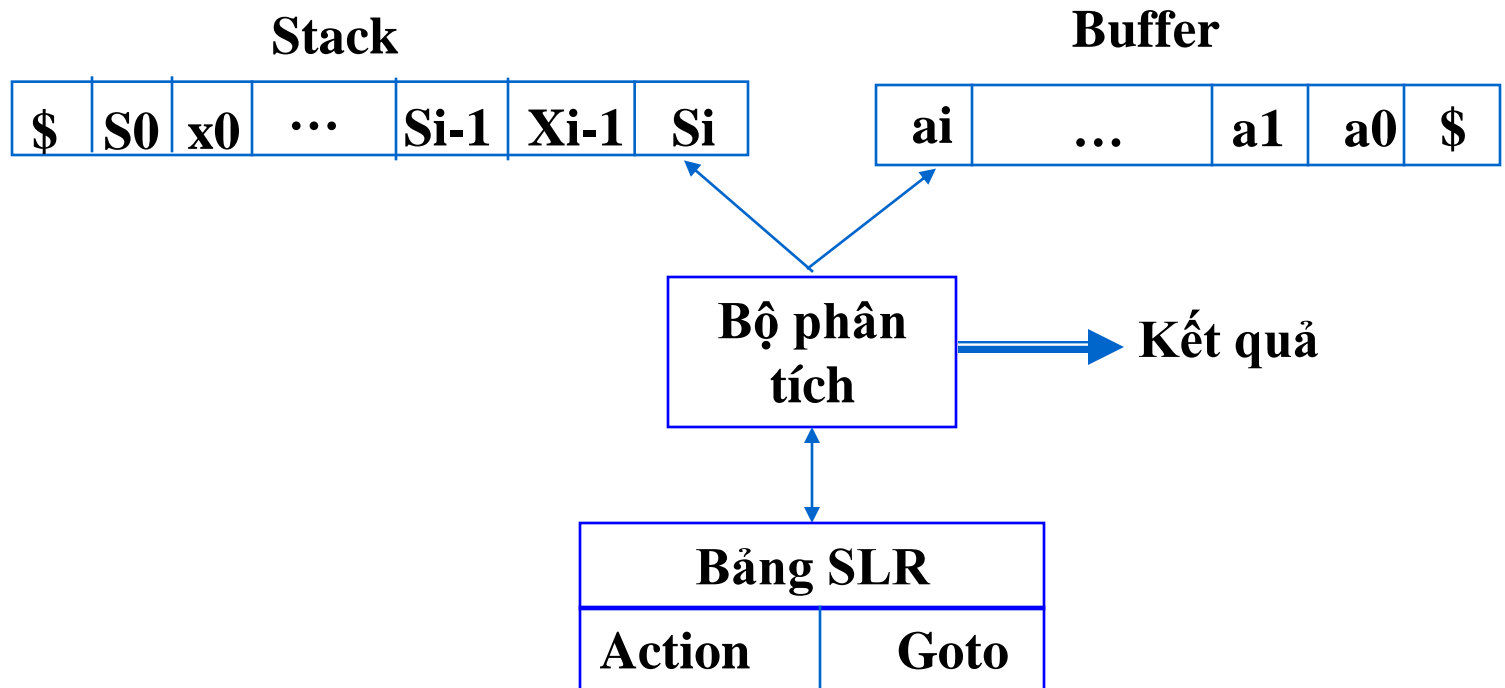 Stack
Buffer
$ S0 x0 ... Si-1 Xi-1 Si
ai ... a1 a0 $
Bộ phân
tích
Kết quả
Bảng SLR
Action Goto